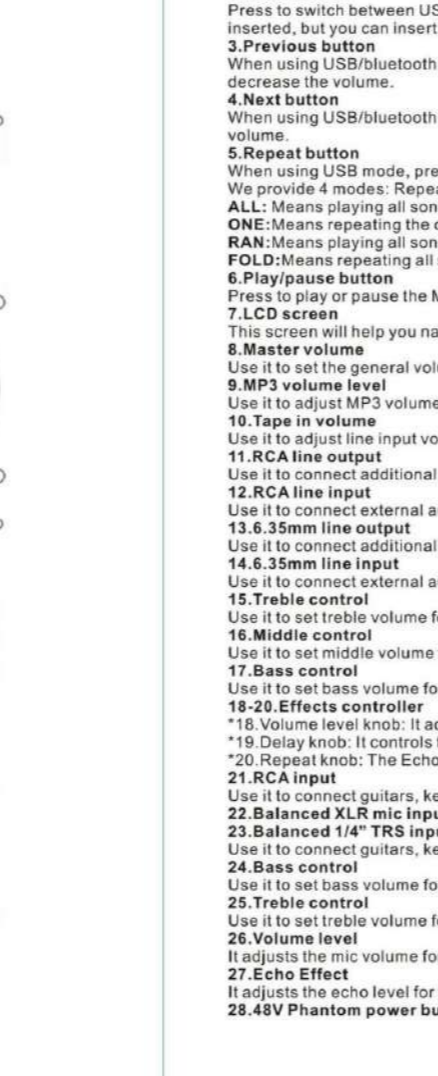 Press to switch between US
inserted, but you can insert
3.Previous button
When using USB/bluetooth
decrease the volume.
4.Next button
When using USB/bluetooth
volume.
5.Repeat button
When using USB mode, pre
We provide 4 modes: Repea
ALL: Means playing all son
ONE:Means repeating the c
RAN:Means playing all son
FOLD:Means repeating all
6.Play/pause button
Press to play or pause the M
7.LCD screen
This screen will help you na
8.Master volume
Use it to set the general volu
9.MP3 volume level
Use it to adjust MP3 volume
10.Tape in volume
Use it to adjust line input vo
11.RCA line output
Use it to connect additional
12.RCA line input
Use it to connect external a
13.6.35mm line output
Use it to connect additional
14.6.35mm line input
Use it to connect external a
15.Treble control
Use it to set treble volume fo
16.Middle control
Use it to set middle volume
17.Bass control
Use it to set bass volume fo
18-20.Effects controller
*18.Volume level knob: It ad
*19.Delay knob: It controls
*20.Repeat knob: The Echo
21.RCA input
Use it to connect guitars, ke
22.Balanced XLR mic inpu
23.Balanced 1/4" TRS inpu
Use it to connect guitars, ke
24.Bass control
Use it to set bass volume fo
25.Treble control
Use it to set treble volume fo
26.Volume level
It adjusts the mic volume fo
27.Echo Effect
It adjusts the echo level for
28.48V Phantom power bu